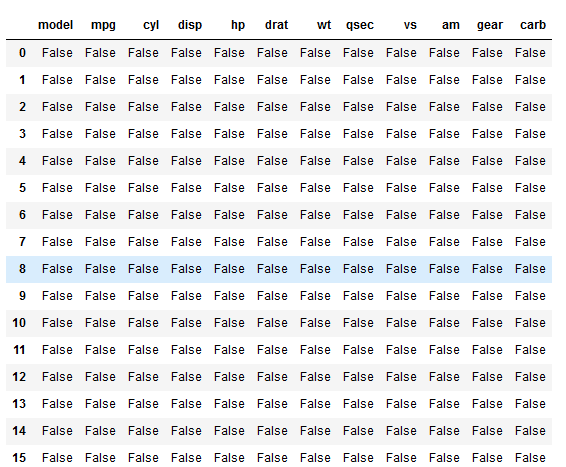 model mpg cyl disp hp drat wt qsec vs am gear carb
0 False False False False False False False False False False False False
1 False False False False False False False False False False False False
2 False False False False False False False False False False False False
3 False False False False False False False False False False False False
4 False False False False False False False False False False False False
5 False False False False False False False False False False False False
6 False False False False False False False False False False False False
7 False False False False False False False False False False False False
8 False False False False False False False False False False False False
9 False False False False False False False False False False False False
10 False False False False False False False False False False False False
11 False False False False False False False False False False False False
12 False False False False False False False False False False False False
13 False False False False False False False False False False False False
14 False False False False False False False False False False False False
15 False False False False False False False False False False False False